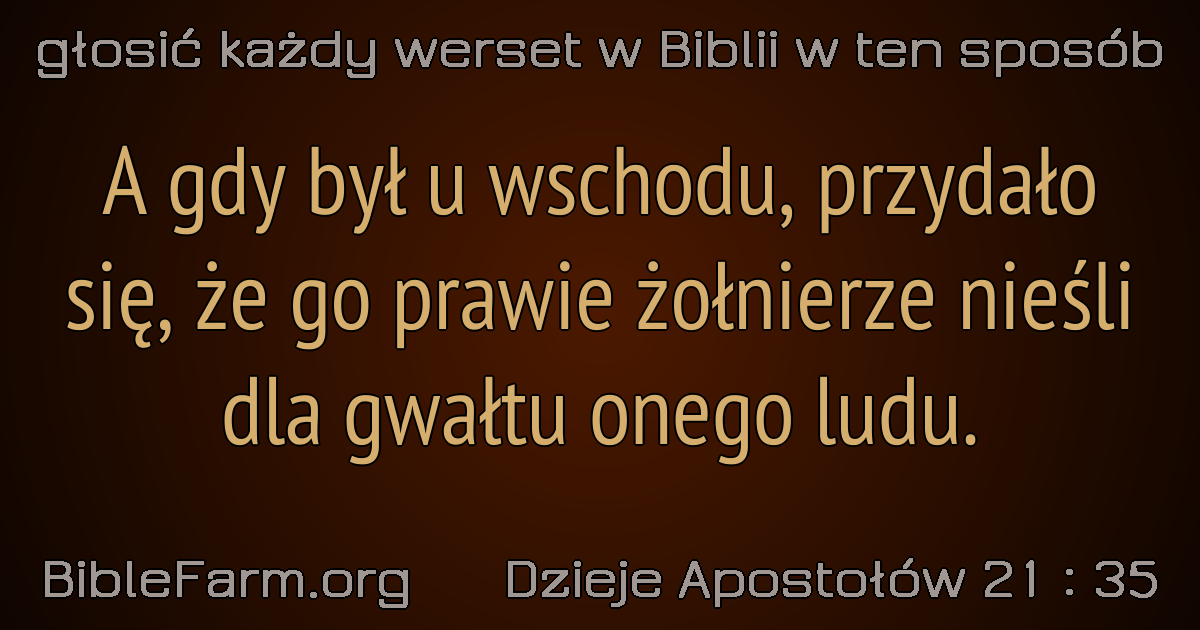 głosić każdy werset w Biblii w ten sposób
A gdy był u wschodu, przydało
się, że go prawie żołnierze nieśli
dla gwałtu onego ludu.
BibleFarm.org Dzieje Apostołów 21 : 35